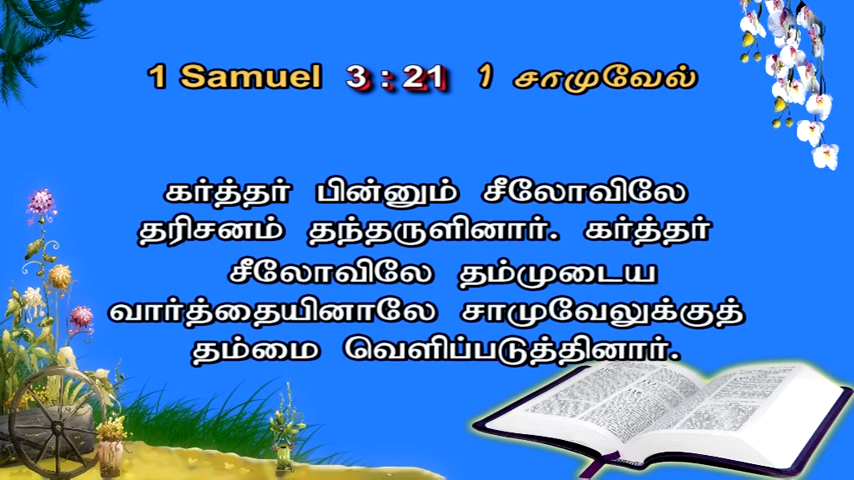 1 Samuel 3 : 21 1 சாமுவேல்
கர்த்தர் பின்னும் சீலோவிலே
தரிசனம் தந்தருளினார். கர்த்தர்
சீலோவிலே தம்முடைய
வார்த்தையினாலே சாமுவேலுக்குத்
தம்மை வெளிப்படுத்தினார்.